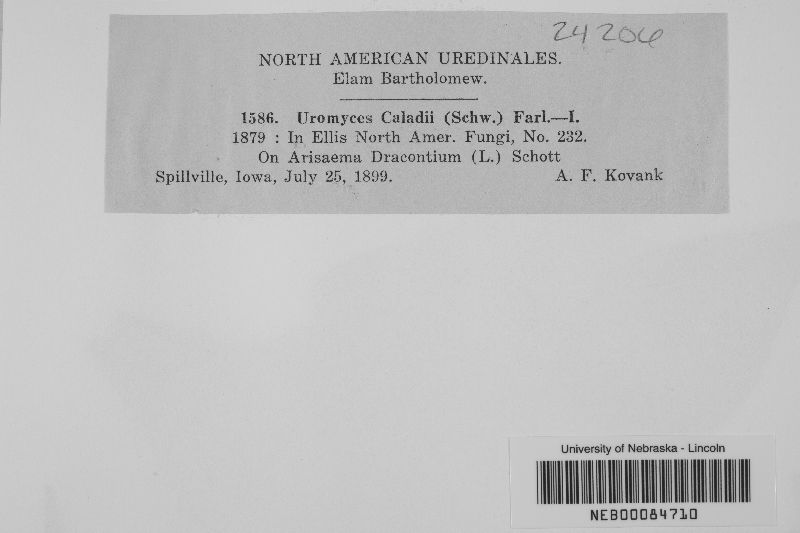 24206
NORTH AMERICAN UREDINALES.
Elam Bartholomew.
1586. Uromyces Caladii (Schw.) Farl.—I.
1879 : In Ellis North Amer. Fungi, No. 232.
On Arisaema Dracontium (L.) Schott
Spillville, Iowa, July 25, 1899. A. F. Kovank
University of Nebraska - Lincoln
NEB00084710